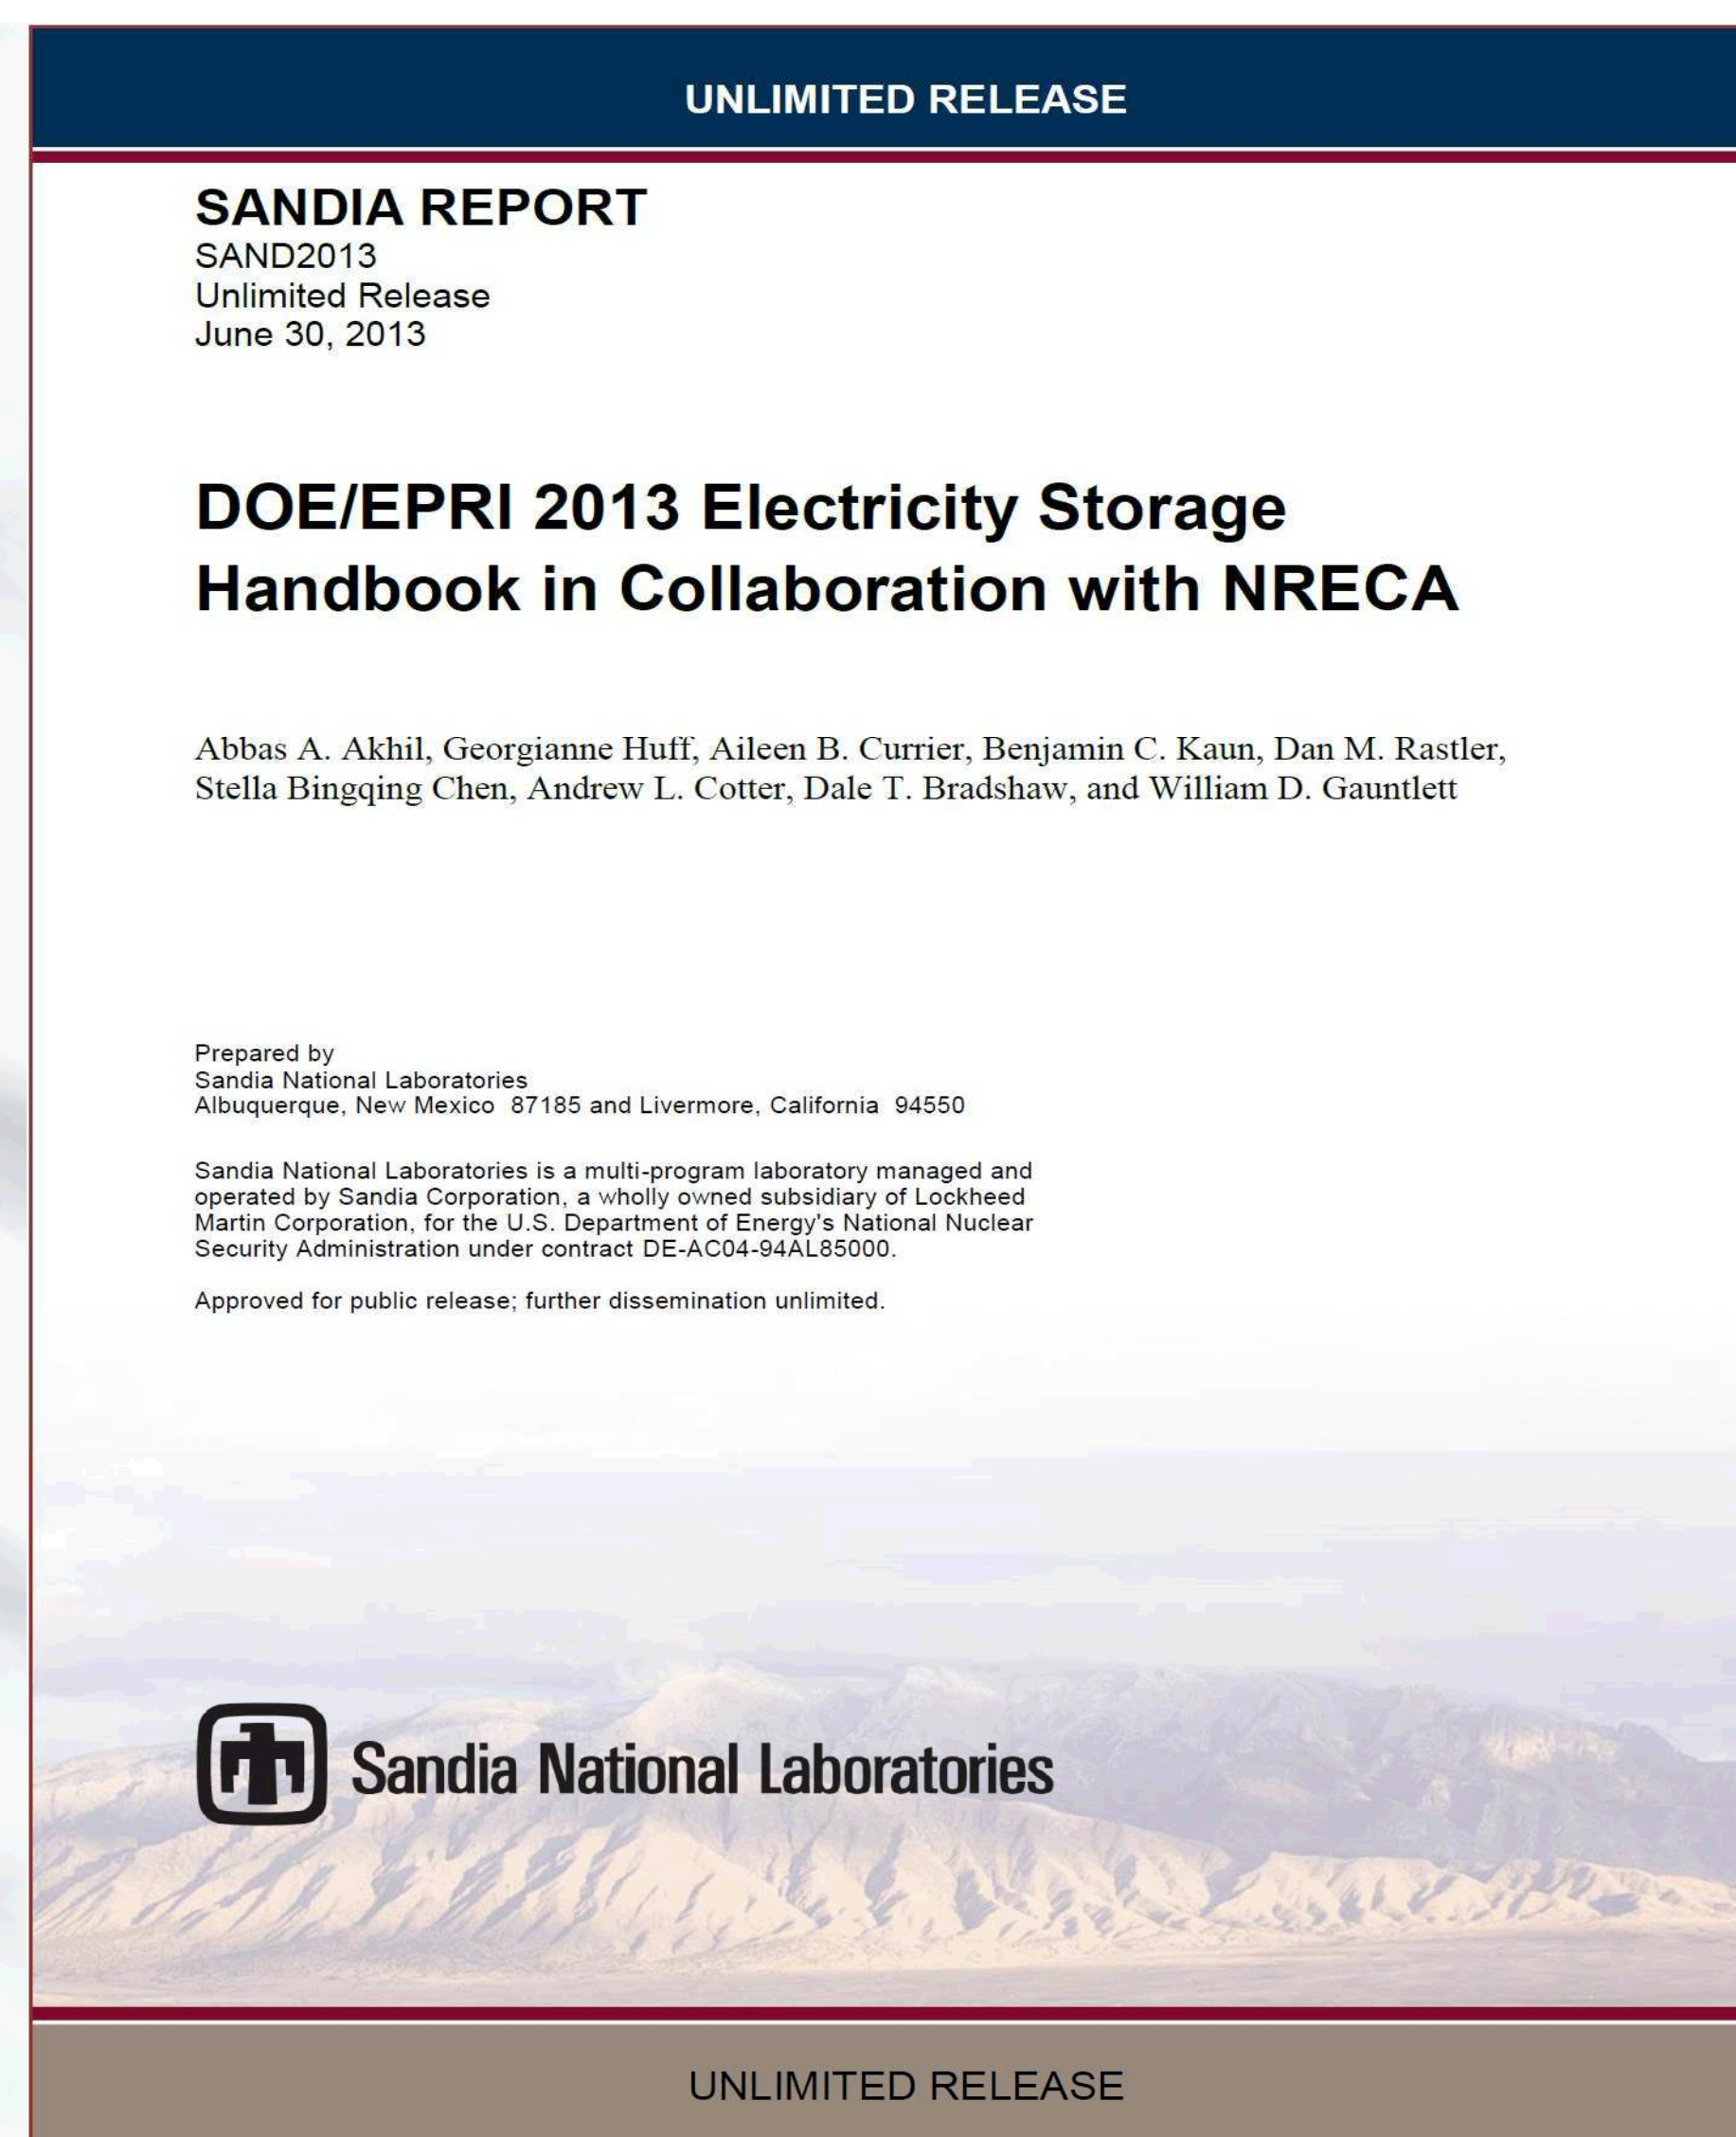 UNLIMITED RELEASE
SANDIA REPORT
SAND2013
Unlimited Release
June 30, 2013
DOE/EPRI 2013 Electricity Storage
Handbook in Collaboration with NRECA
Abbas A. Akhil, Georgianne Huff, Aileen B. Currier, Benjamin C. Kaun, Dan M. Rastler,
Stella Bingqing Chen, Andrew L. Cotter, Dale T. Bradshaw, and William D. Gauntlett
Prepared by
Sandia National Laboratories
Albuquerque, New Mexico 87185 and Livermore, California 94550
Sandia National Laboratories is a multi-program laboratory managed and
operated by Sandia Corporation, a wholly owned subsidiary of Lockheed
Martin Corporation, for the U.S. Department of Energy's National Nuclear
Security Administration under contract DE-AC04-94AL85000.
Approved for public release; further dissemination unlimited.
Sandia National Laboratories
UNLIMITED RELEASE